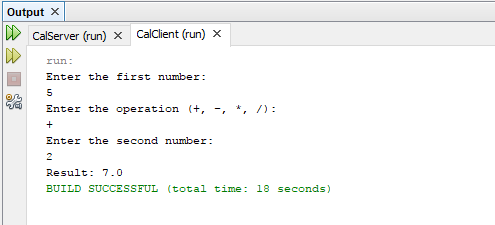 Output ×
CalServer (run) × CalClient (run) ×
run:
Enter the first number:
5
Enter the operation (+, -, *, /):
+
Enter the second number:
2
Result: 7.0
BUILD SUCCESSFUL (total time: 18 seconds)